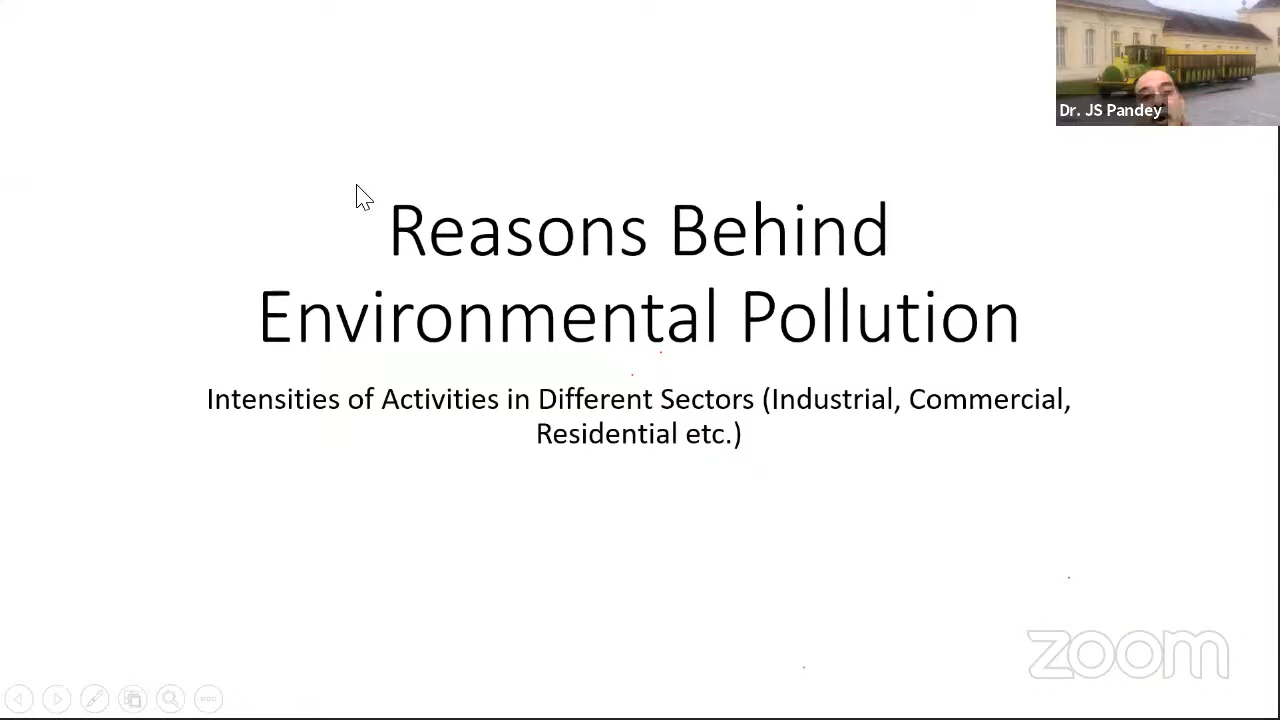 Dr. JS Pandey
Reasons Behind
Environmental Pollution
Intensities of Activities in Different Sectors (Industrial, Commercial,
Residential etc.)
zoom